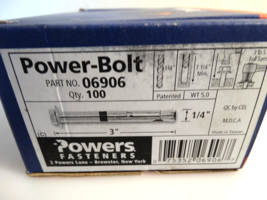 Power-Bolt
PART NO. 06906
Qty. 100
1 1/4"
Min.
Patented WT 5.0
1/4"
3"
(C)
QC by CEL
M.D.C.A
Made in Taiwan
Powers
FASTENERS
2 Powers Lane – Brewster, New York